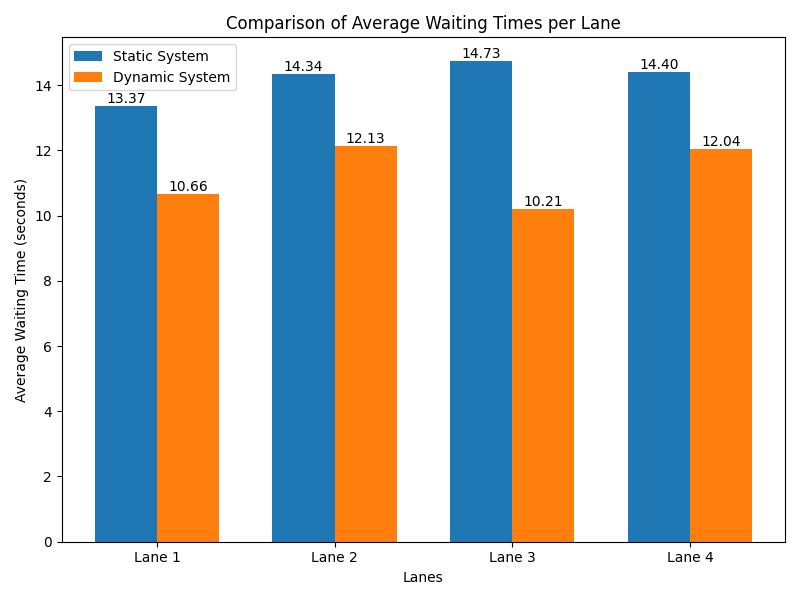 Comparison of Average Waiting Times per Lane
Static System
Dynamic System
13.37
10.66
14.34
12.13
14.73
10.21
14.40
12.04
Average Waiting Time (seconds)
14
12
10
8
6
4
2
0
Lane 1
Lane 2
Lane 3
Lane 4
Lanes